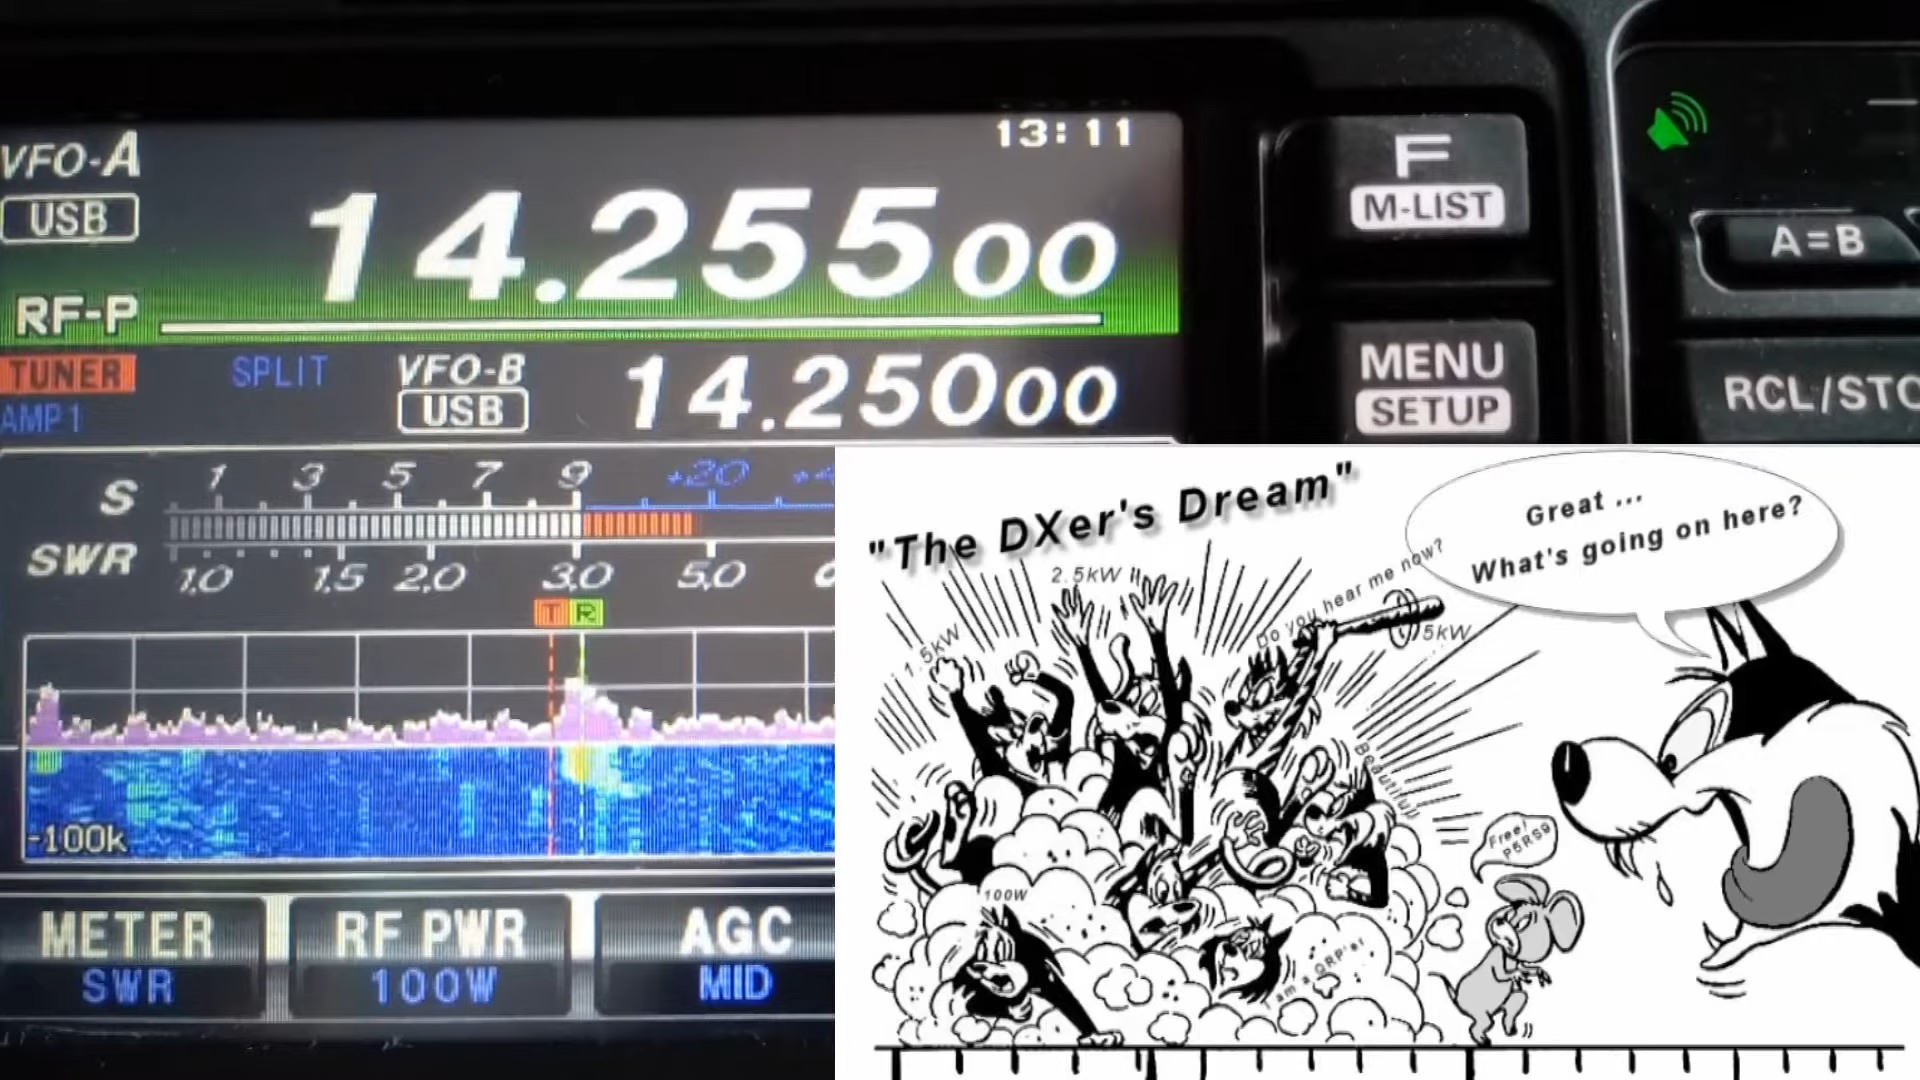 13:11
VFO-A
USB
14.25500
RF-P
TUNER
SPLIT
VFO-B
14.25000
AMP1
USB
S
1 3 5 7 9 +20
SWR
1,0 1,5 2,0 3,0 5,0
T R
-100k
METER
SWR
RF PWR
100W
AGC
MID
F
M-LIST
MENU
SETUP
A=B
"The DXer's Dream"
Great ...
What's going on here?
2.5kW !!
Do you hear me now?
5kW
1.5kW
Beautiful
Free!
P5RS9
100W